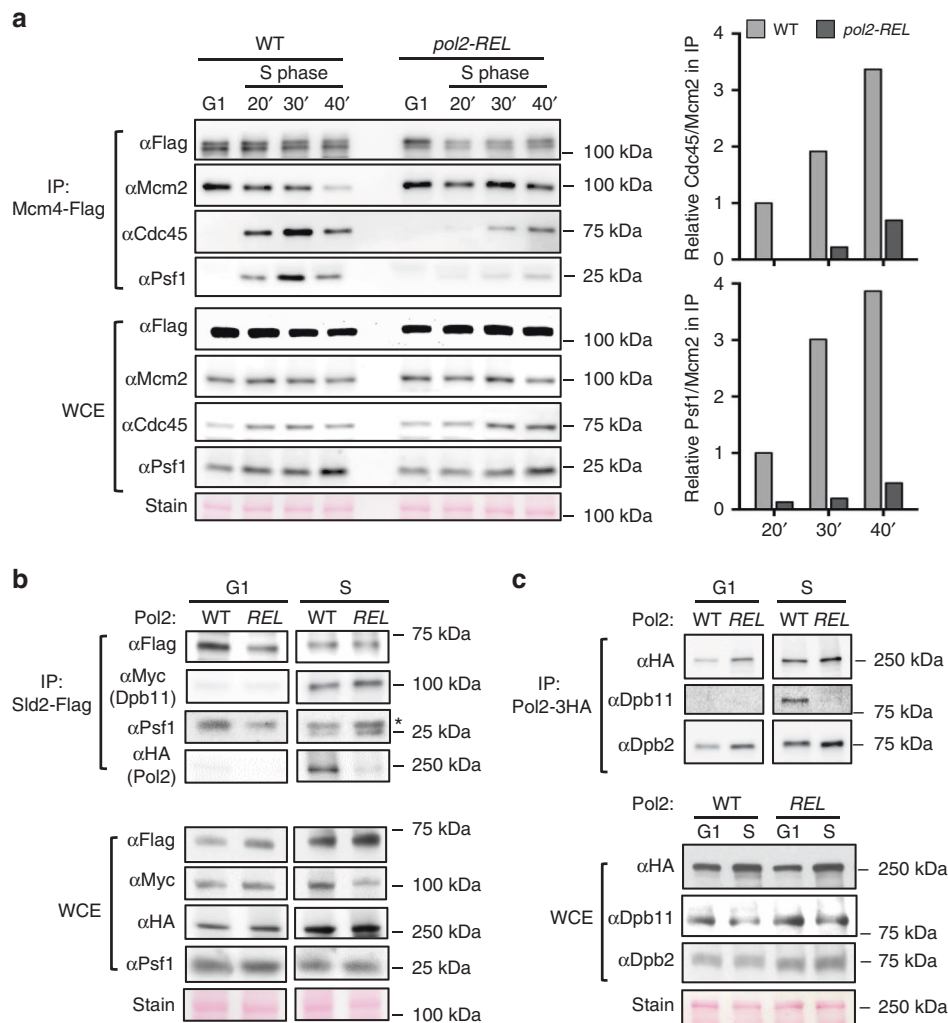 a
WT
pol2-REL
S phase
S phase
G1 20′ 30′ 40′
G1 20′ 30′ 40′
IP:
Mcm4-Flag
αFlag
100 kDa
αMcm2
100 kDa
αCdc45
75 kDa
αPsf1
25 kDa
WCE
αFlag
100 kDa
αMcm2
100 kDa
αCdc45
75 kDa
αPsf1
25 kDa
Stain
100 kDa
WT
pol2-REL
Relative Cdc45/Mcm2 in IP
4
3
2
1
0
Relative Psf1/Mcm2 in IP
4
3
2
1
0
20′ 30′ 40′
b
G1
S
Pol2: WT REL WT REL
IP:
Sld2-Flag
αFlag
75 kDa
αMyc
(Dpb11)
100 kDa
αPsf1
*
25 kDa
αHA
(Pol2)
250 kDa
WCE
αFlag
75 kDa
αMyc
100 kDa
αHA
250 kDa
αPsf1
25 kDa
Stain
100 kDa
c
G1
S
Pol2: WT REL WT REL
IP:
Pol2-3HA
αHA
250 kDa
αDpb11
75 kDa
αDpb2
75 kDa
Pol2: WT REL
G1 S G1 S
WCE
αHA
250 kDa
αDpb11
75 kDa
αDpb2
75 kDa
Stain
250 kDa